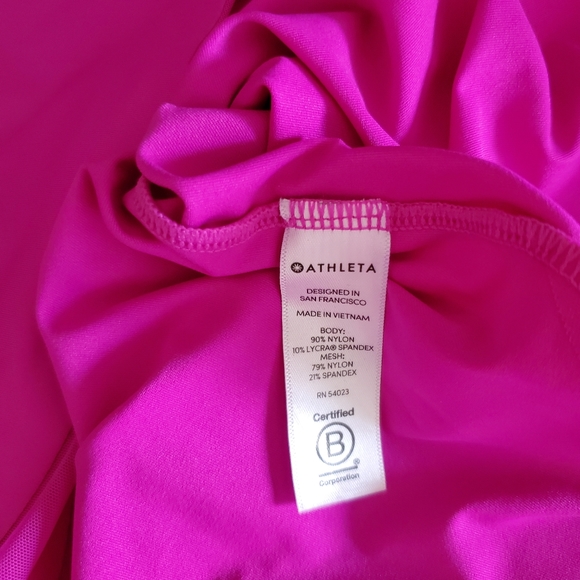 ATHLETA
DESIGNED IN
SAN FRANCISCO
MADE IN VIETNAM
BODY:
90% NYLON
10% LYCRA® SPANDEX
MESH:
79% NYLON
21% SPANDEX
RN 54023
Certified
B
®
Corporation